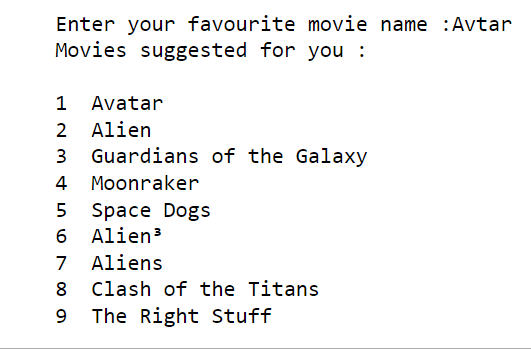 Enter your favourite movie name :Avtar
Movies suggested for you :
1 Avatar
2 Alien
3 Guardians of the Galaxy
4 Moonraker
5 Space Dogs
6 Alien³
7 Aliens
8 Clash of the Titans
9 The Right Stuff